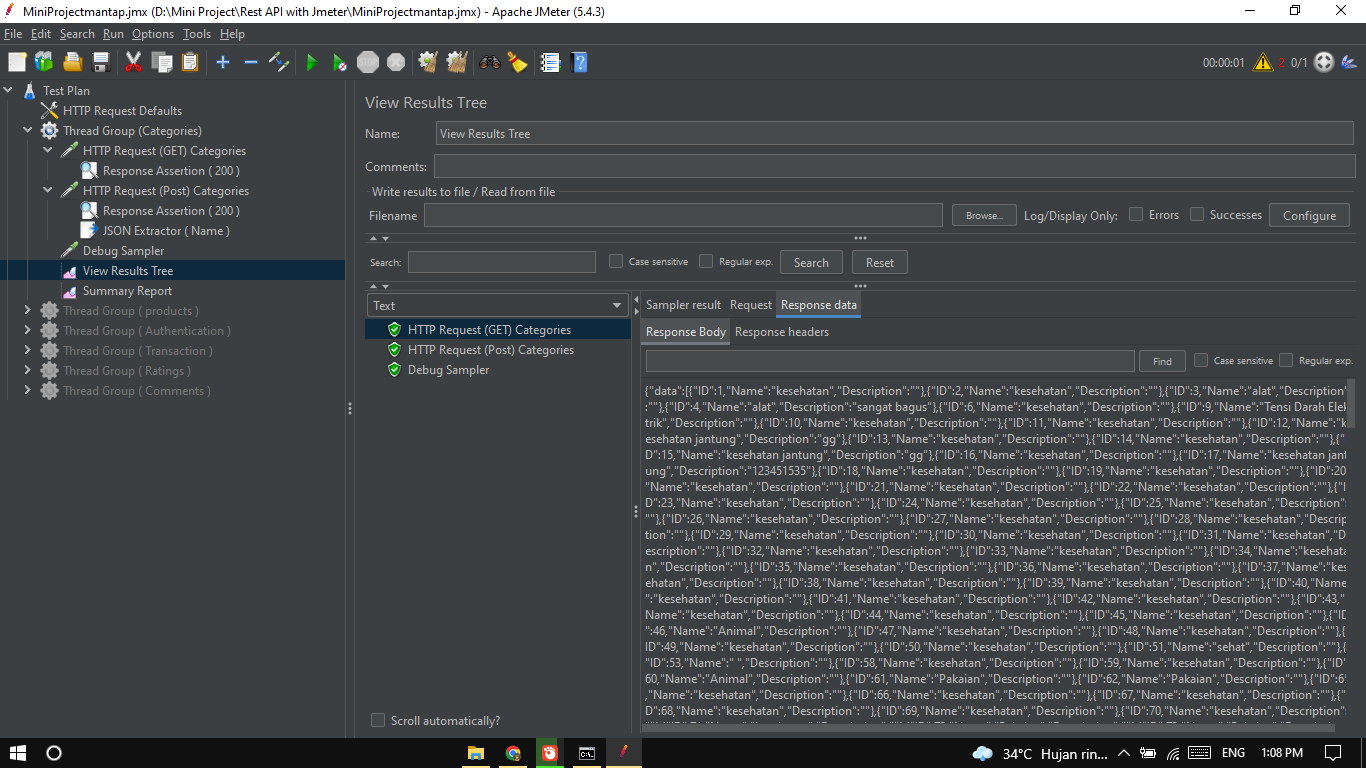 MiniProjectmantap.jmx (D:\Mini Project\Rest API with Jmeter\MiniProjectmantap.jmx) - Apache JMeter (5.4.3)
File Edit Search Run Options Tools Help
STOP
00:00:01 2 0/1
Test Plan
HTTP Request Defaults
Thread Group (Categories)
HTTP Request (GET) Categories
Response Assertion ( 200 )
HTTP Request (Post) Categories
Response Assertion ( 200 )
JSON Extractor ( Name )
Debug Sampler
View Results Tree
Summary Report
Thread Group ( products )
Thread Group ( Authentication )
Thread Group ( Transaction )
Thread Group ( Ratings )
Thread Group ( Comments )
View Results Tree
Name: View Results Tree
Comments:
Write results to file / Read from file
Filename Browse... Log/Display Only: Errors Successes Configure
Search: Case sensitive Regular exp. Search Reset
Text
HTTP Request (GET) Categories
HTTP Request (Post) Categories
Debug Sampler
Scroll automatically?
Sampler result Request Response data
Response Body Response headers
Find Case sensitive Regular exp.
{"data":[{"ID":1,"Name":"kesehatan","Description":""},{"ID":2,"Name":"kesehatan","Description":""},{"ID":3,"Name":"alat","Description"
:""},{"ID":4,"Name":"alat","Description":"sangat bagus"},{"ID":6,"Name":"kesehatan","Description":""},{"ID":9,"Name":"Tensi Darah Elek
trik","Description":""},{"ID":10,"Name":"kesehatan","Description":""},{"ID":11,"Name":"kesehatan","Description":""},{"ID":12,"Name":"k
esehatan jantung","Description":"gg"},{"ID":13,"Name":"kesehatan","Description":""},{"ID":14,"Name":"kesehatan","Description":""},{"
D":15,"Name":"kesehatan jantung","Description":"gg"},{"ID":16,"Name":"kesehatan","Description":""},{"ID":17,"Name":"kesehatan jant
ung","Description":"123451535"},{"ID":18,"Name":"kesehatan","Description":""},{"ID":19,"Name":"kesehatan","Description":""},{"ID":20
"Name":"kesehatan","Description":""},{"ID":21,"Name":"kesehatan","Description":""},{"ID":22,"Name":"kesehatan","Description":""},{"I
D":23,"Name":"kesehatan","Description":""},{"ID":24,"Name":"kesehatan","Description":""},{"ID":25,"Name":"kesehatan","Description":
""},{"ID":26,"Name":"kesehatan","Description":""},{"ID":27,"Name":"kesehatan","Description":""},{"ID":28,"Name":"kesehatan","Descrip
tion":""},{"ID":29,"Name":"kesehatan","Description":""},{"ID":30,"Name":"kesehatan","Description":""},{"ID":31,"Name":"kesehatan","D
escription":""},{"ID":32,"Name":"kesehatan","Description":""},{"ID":33,"Name":"kesehatan","Description":""},{"ID":34,"Name":"kesehata
n","Description":""},{"ID":35,"Name":"kesehatan","Description":""},{"ID":36,"Name":"kesehatan","Description":""},{"ID":37,"Name":"kes
ehatan","Description":""},{"ID":38,"Name":"kesehatan","Description":""},{"ID":39,"Name":"kesehatan","Description":""},{"ID":40,"Name
":"kesehatan","Description":""},{"ID":41,"Name":"kesehatan","Description":""},{"ID":42,"Name":"kesehatan","Description":""},{"ID":43,"
Name":"kesehatan","Description":""},{"ID":44,"Name":"kesehatan","Description":""},{"ID":45,"Name":"kesehatan","Description":""},{"ID
":46,"Name":"Animal","Description":""},{"ID":47,"Name":"kesehatan","Description":""},{"ID":48,"Name":"kesehatan","Description":""},{
ID":49,"Name":"kesehatan","Description":""},{"ID":50,"Name":"kesehatan","Description":""},{"ID":51,"Name":"sehat","Description":""},{
"ID":53,"Name":" ","Description":""},{"ID":58,"Name":"kesehatan","Description":""},{"ID":59,"Name":"kesehatan","Description":""},{"ID"
60,"Name":"Animal","Description":""},{"ID":61,"Name":"Pakaian","Description":""},{"ID":62,"Name":"Pakaian","Description":""},{"ID":65
,"Name":"kesehatan","Description":""},{"ID":66,"Name":"kesehatan","Description":""},{"ID":67,"Name":"kesehatan","Description":""},{"
D":68,"Name":"kesehatan","Description":""},{"ID":69,"Name":"kesehatan","Description":""},{"ID":70,"Name":"kesehatan","Description":
34°C Hujan rin... ENG 1:08 PM